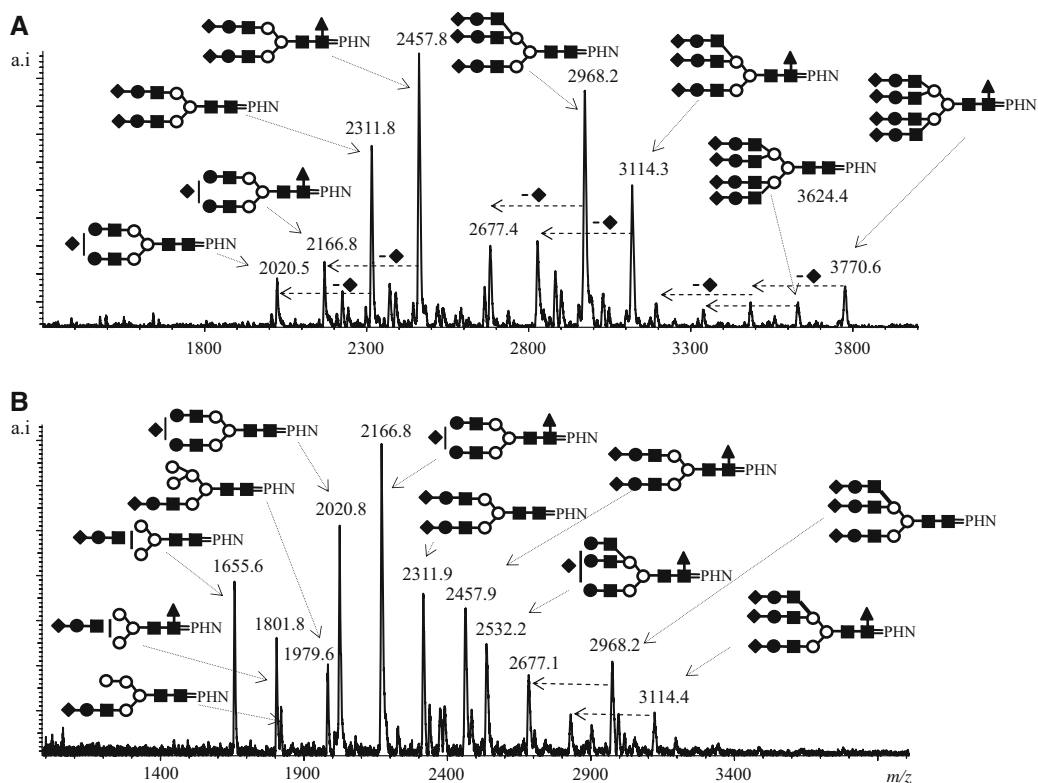 A
a.i
=PHN
2457.8
=PHN
2968.2
=PHN
=PHN
=PHN
2311.8
3114.3
=PHN
3624.4
=PHN
2166.8
2677.4
3770.6
=PHN
2020.5
1800
2300
2800
3300
3800
B
a.i
=PHN
2166.8
=PHN
=PHN
=PHN
2020.8
=PHN
=PHN
=PHN
1655.6
2311.9
2457.9
=PHN
2532.2
=PHN
1801.8
1979.6
2968.2
=PHN
2677.1
3114.4
=PHN
1400
1900
2400
2900
3400
m/z